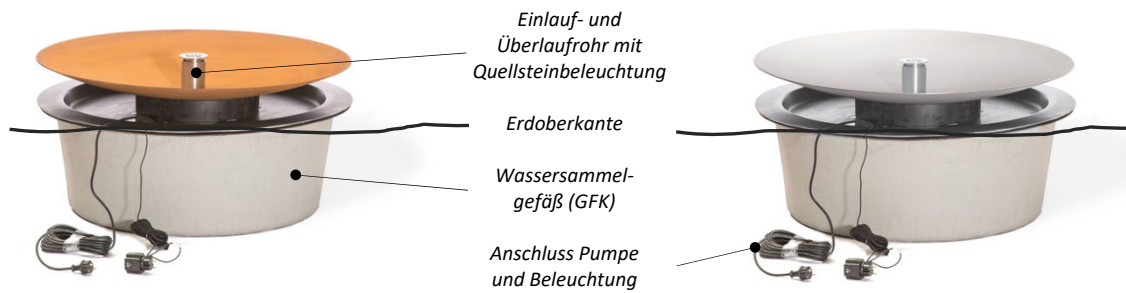 Einlauf- und
Überlaufrohr mit
Quellsteinbeleuchtung
Erdoberkante
Wassersammel-
gefäß (GFK)
Anschluss Pumpe
und Beleuchtung